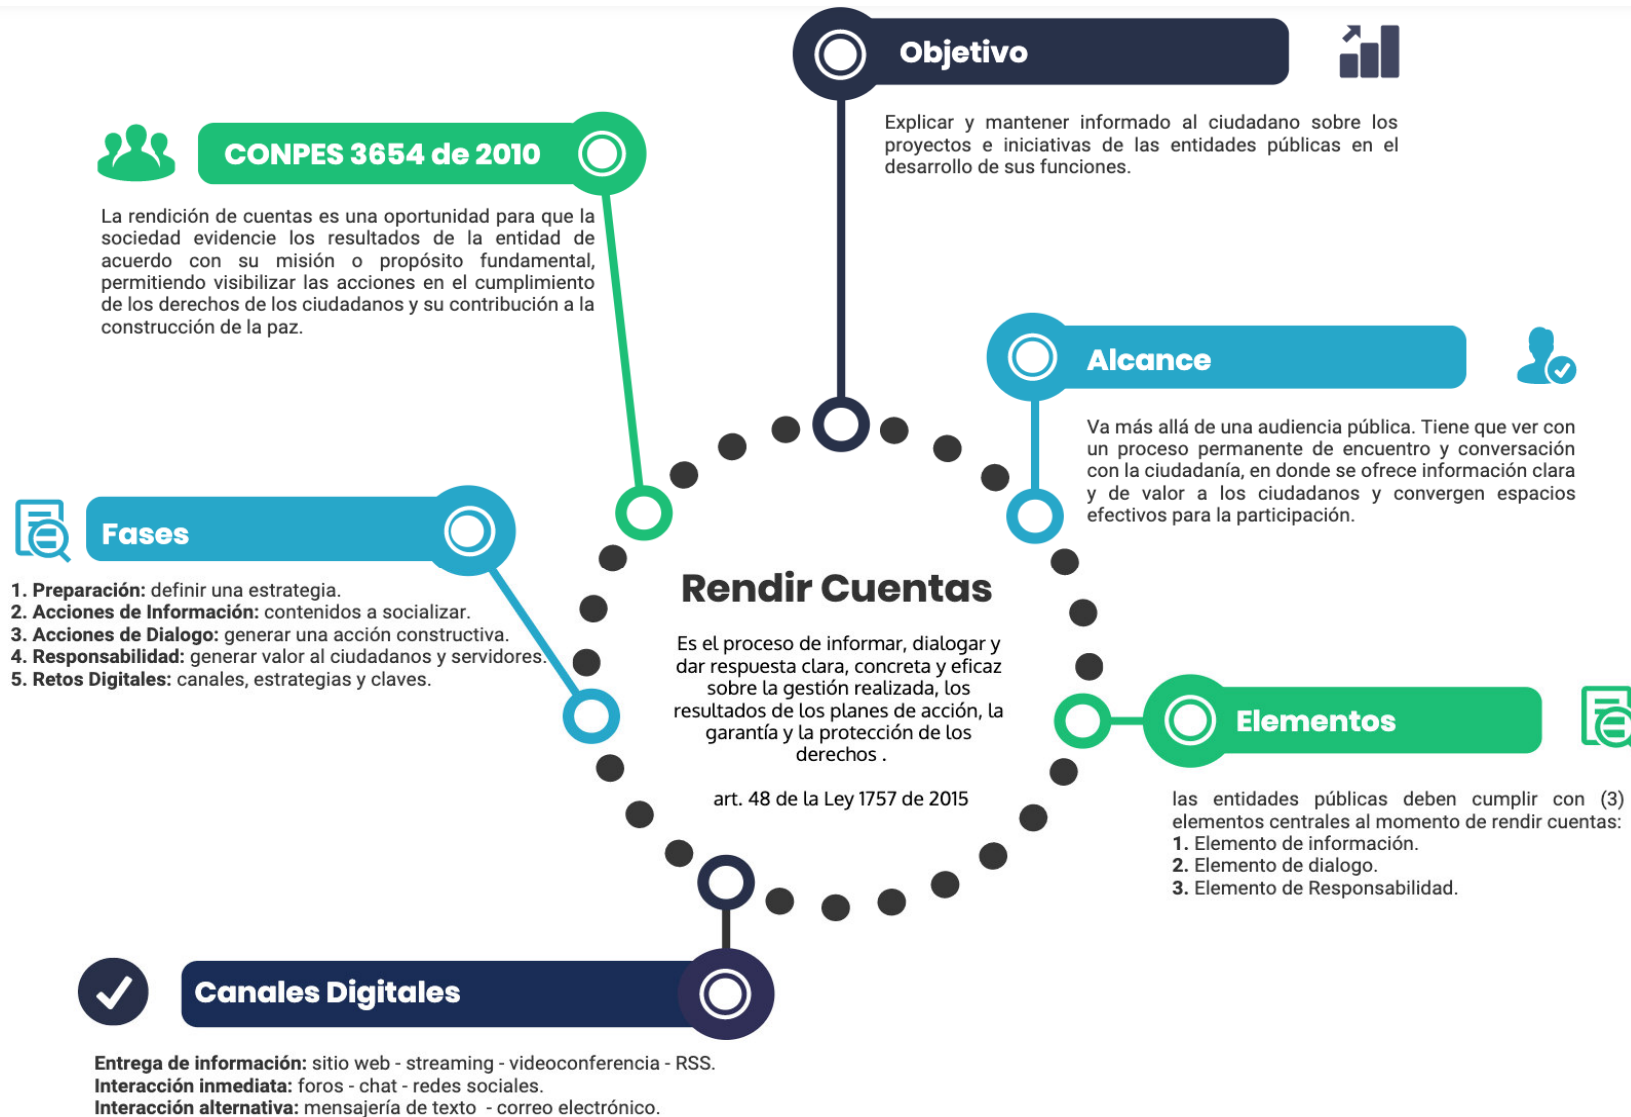 Objetivo
Explicar y mantener informado al ciudadano sobre los
proyectos e iniciativas de las entidades públicas en el
desarrollo de sus funciones.
CONPES 3654 de 2010
La rendición de cuentas es una oportunidad para que la
sociedad evidencie los resultados de la entidad de
acuerdo con su misión o propósito fundamental,
permitiendo visibilizar las acciones en el cumplimiento
de los derechos de los ciudadanos y su contribución a la
construcción de la paz.
Alcance
Va más allá de una audiencia pública. Tiene que ver con
un proceso permanente de encuentro y conversación
con la ciudadanía, en donde se ofrece información clara
y de valor a los ciudadanos y convergen espacios
efectivos para la participación.
Fases
1. Preparación: definir una estrategia.
2. Acciones de Información: contenidos a socializar.
3. Acciones de Dialogo: generar una acción constructiva.
4. Responsabilidad: generar valor al ciudadanos y servidores.
5. Retos Digitales: canales, estrategias y claves.
Rendir Cuentas
Es el proceso de informar, dialogar y
dar respuesta clara, concreta y eficaz
sobre la gestión realizada, los
resultados de los planes de acción, la
garantía y la protección de los
derechos .
art. 48 de la Ley 1757 de 2015
Elementos
las entidades públicas deben cumplir con (3)
elementos centrales al momento de rendir cuentas:
1. Elemento de información.
2. Elemento de dialogo.
3. Elemento de Responsabilidad.
Canales Digitales
Entrega de información: sitio web - streaming - videoconferencia - RSS.
Interacción inmediata: foros - chat - redes sociales.
Interacción alternativa: mensajería de texto - correo electrónico.